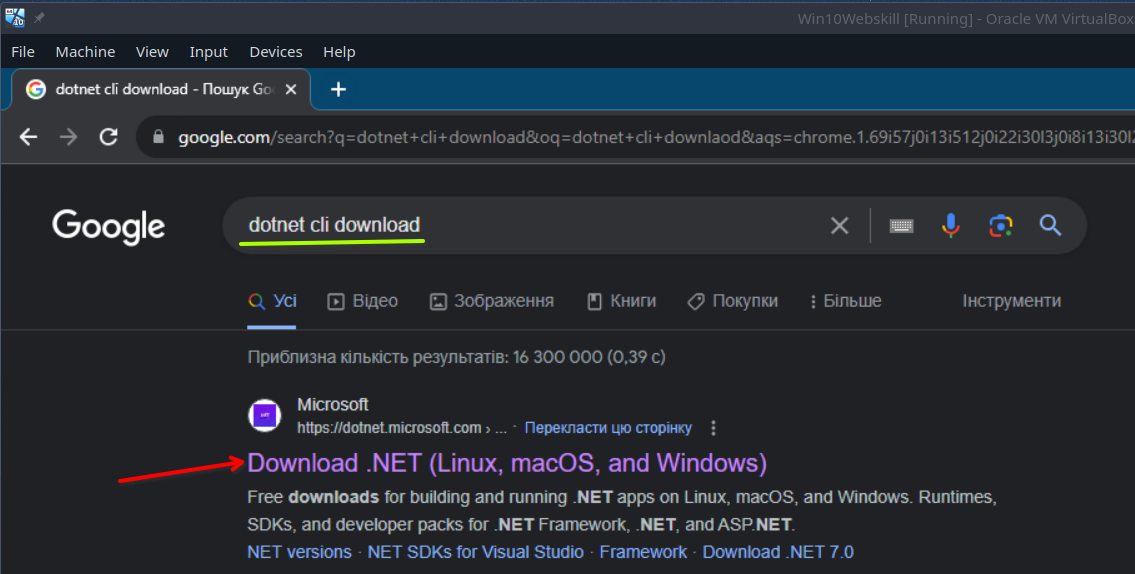 Win10Webskill [Running] - Oracle VM VirtualBox
File Machine View Input Devices Help
dotnet cli download - Пошук Goo
google.com/search?q=dotnet+cli+download&oq=dotnet+cli+downlaod&aqs=chrome.1.69i57j0i13i512j0i22i30l3j0i8i13i30l2
Google dotnet cli download
Усі Відео Зображення Книги Покупки Більше Інструменти
Приблизна кількість результатів: 16 300 000 (0,39 с)
Microsoft
https://dotnet.microsoft.com › ... · Перекласти цю сторінку
Download .NET (Linux, macOS, and Windows)
Free downloads for building and running .NET apps on Linux, macOS, and Windows. Runtimes,
SDKs, and developer packs for .NET Framework, .NET, and ASP.NET.
NET versions · NET SDKs for Visual Studio · Framework · Download .NET 7.0